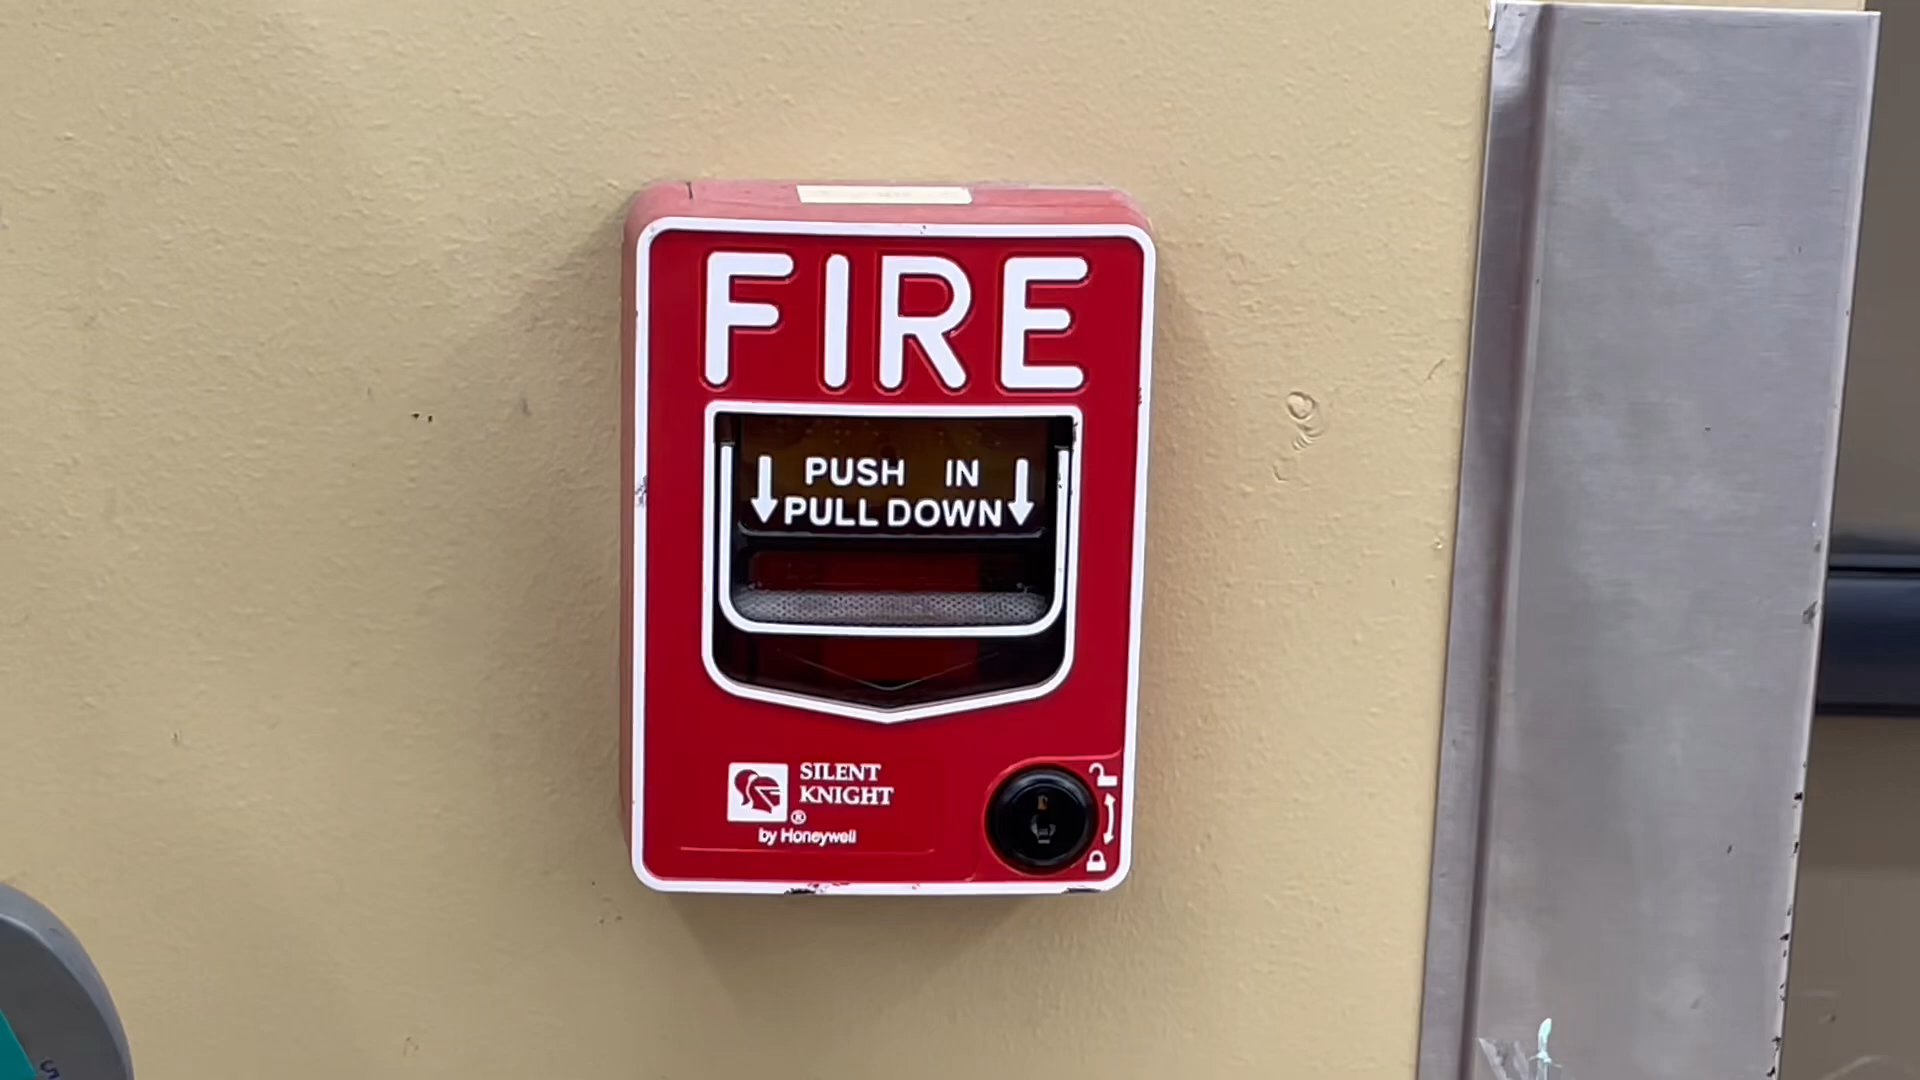 FIRE
PUSH IN
PULL DOWN
SILENT
KNIGHT
®
by Honeywell